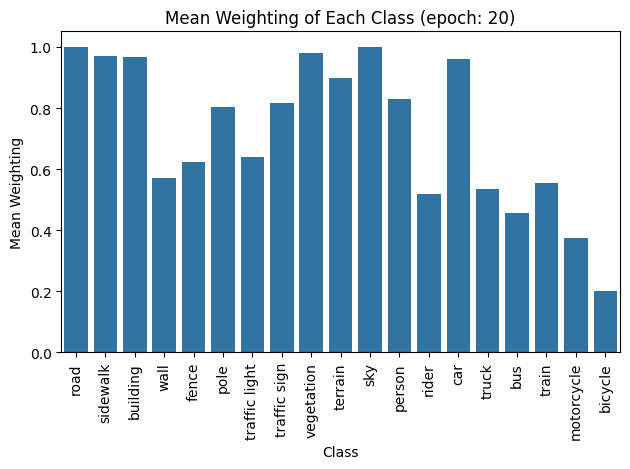 Mean Weighting of Each Class (epoch: 20)
Mean Weighting
1.0
0.8
0.6
0.4
0.2
0.0
road
sidewalk
building
wall
fence
pole
traffic light
traffic sign
vegetation
terrain
sky
person
rider
car
truck
bus
train
motorcycle
bicycle
Class